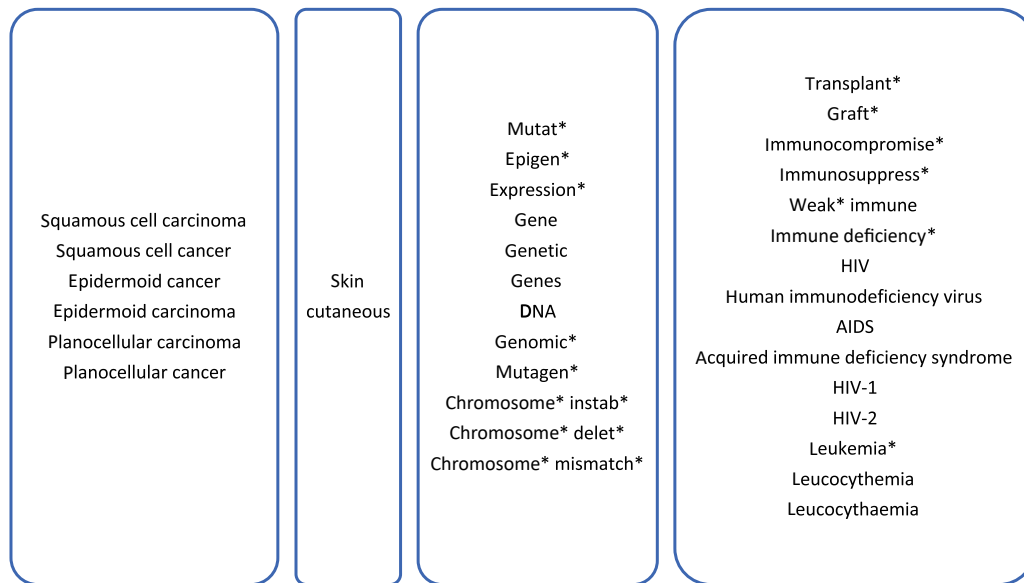 Squamous cell carcinoma
Squamous cell cancer
Epidermoid cancer
Epidermoid carcinoma
Planocellular carcinoma
Planocellular cancer
Skin
cutaneous
Mutat*
Epigen*
Expression*
Gene
Genetic
Genes
DNA
Genomic*
Mutagen*
Chromosome* instab*
Chromosome* delet*
Chromosome* mismatch*
Transplant*
Graft*
Immunocompromise*
Immunosuppress*
Weak* immune
Immune deficiency*
HIV
Human immunodeficiency virus
AIDS
Acquired immune deficiency syndrome
HIV-1
HIV-2
Leukemia*
Leucocythemia
Leucocythaemia